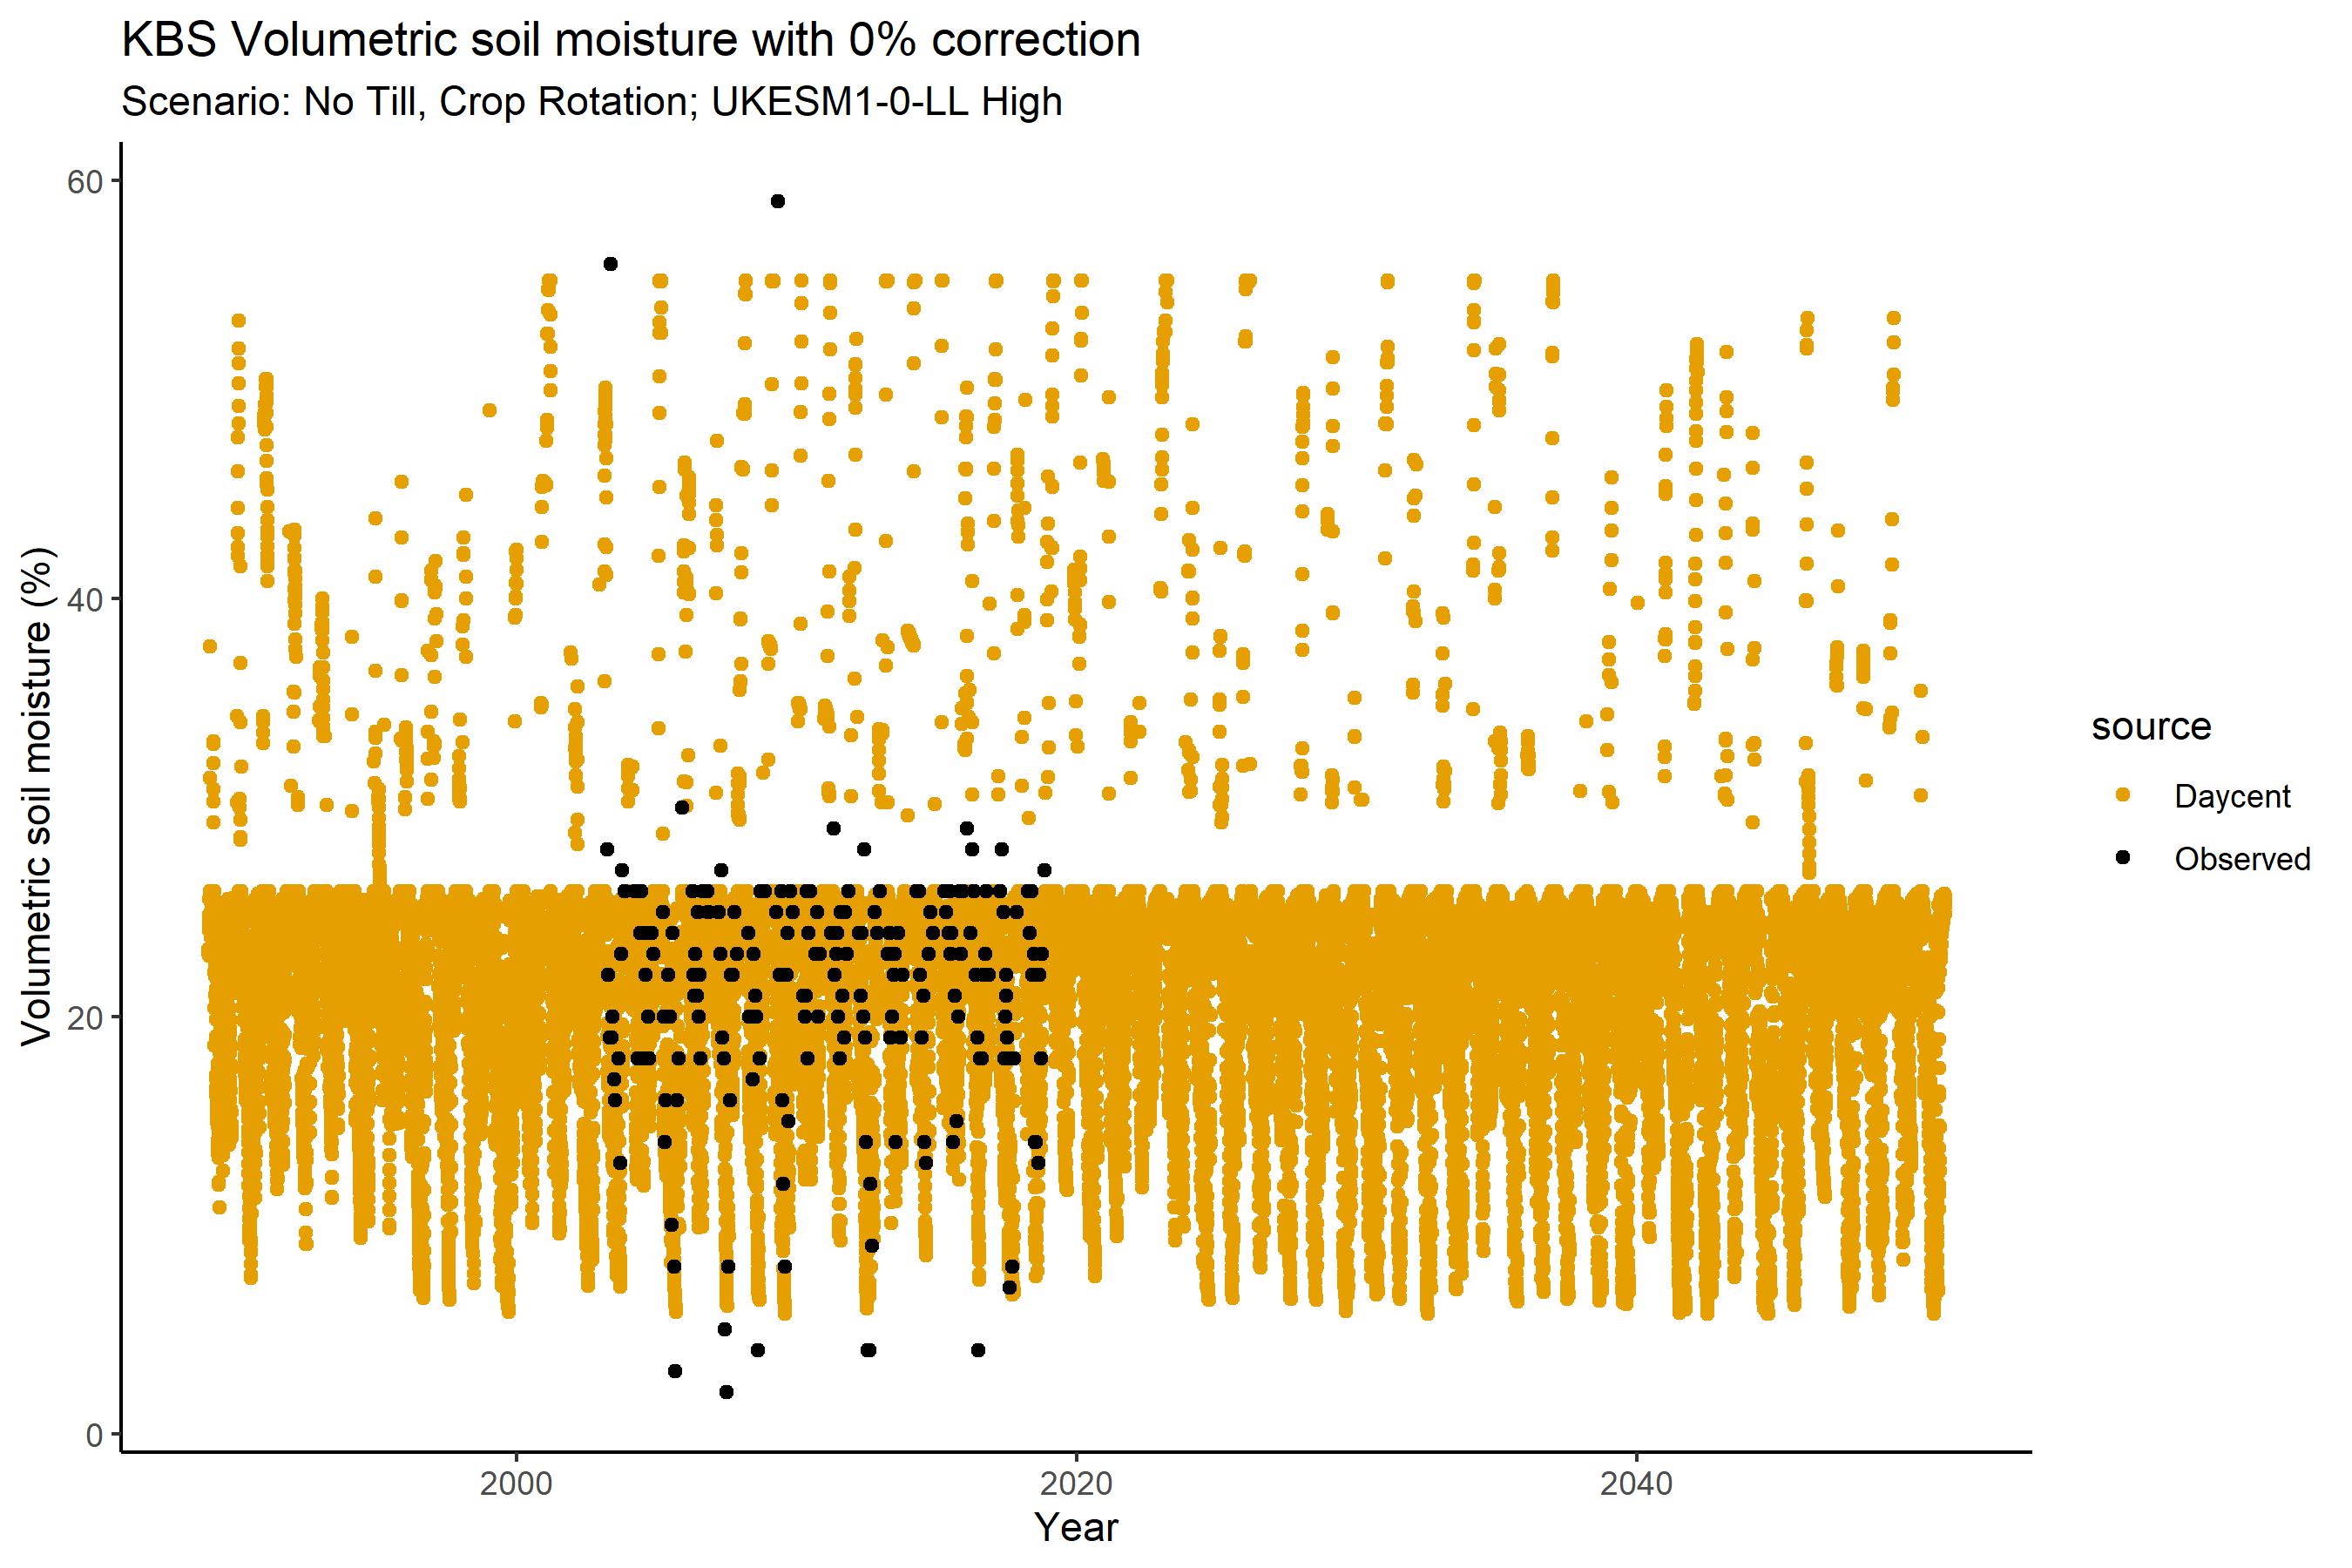 KBS Volumetric soil moisture with 0% correction
Scenario: No Till, Crop Rotation; UKESM1-0-LL High
Volumetric soil moisture (%)
60
40
20
0
2000
2020
2040
Year
source
Daycent
Observed